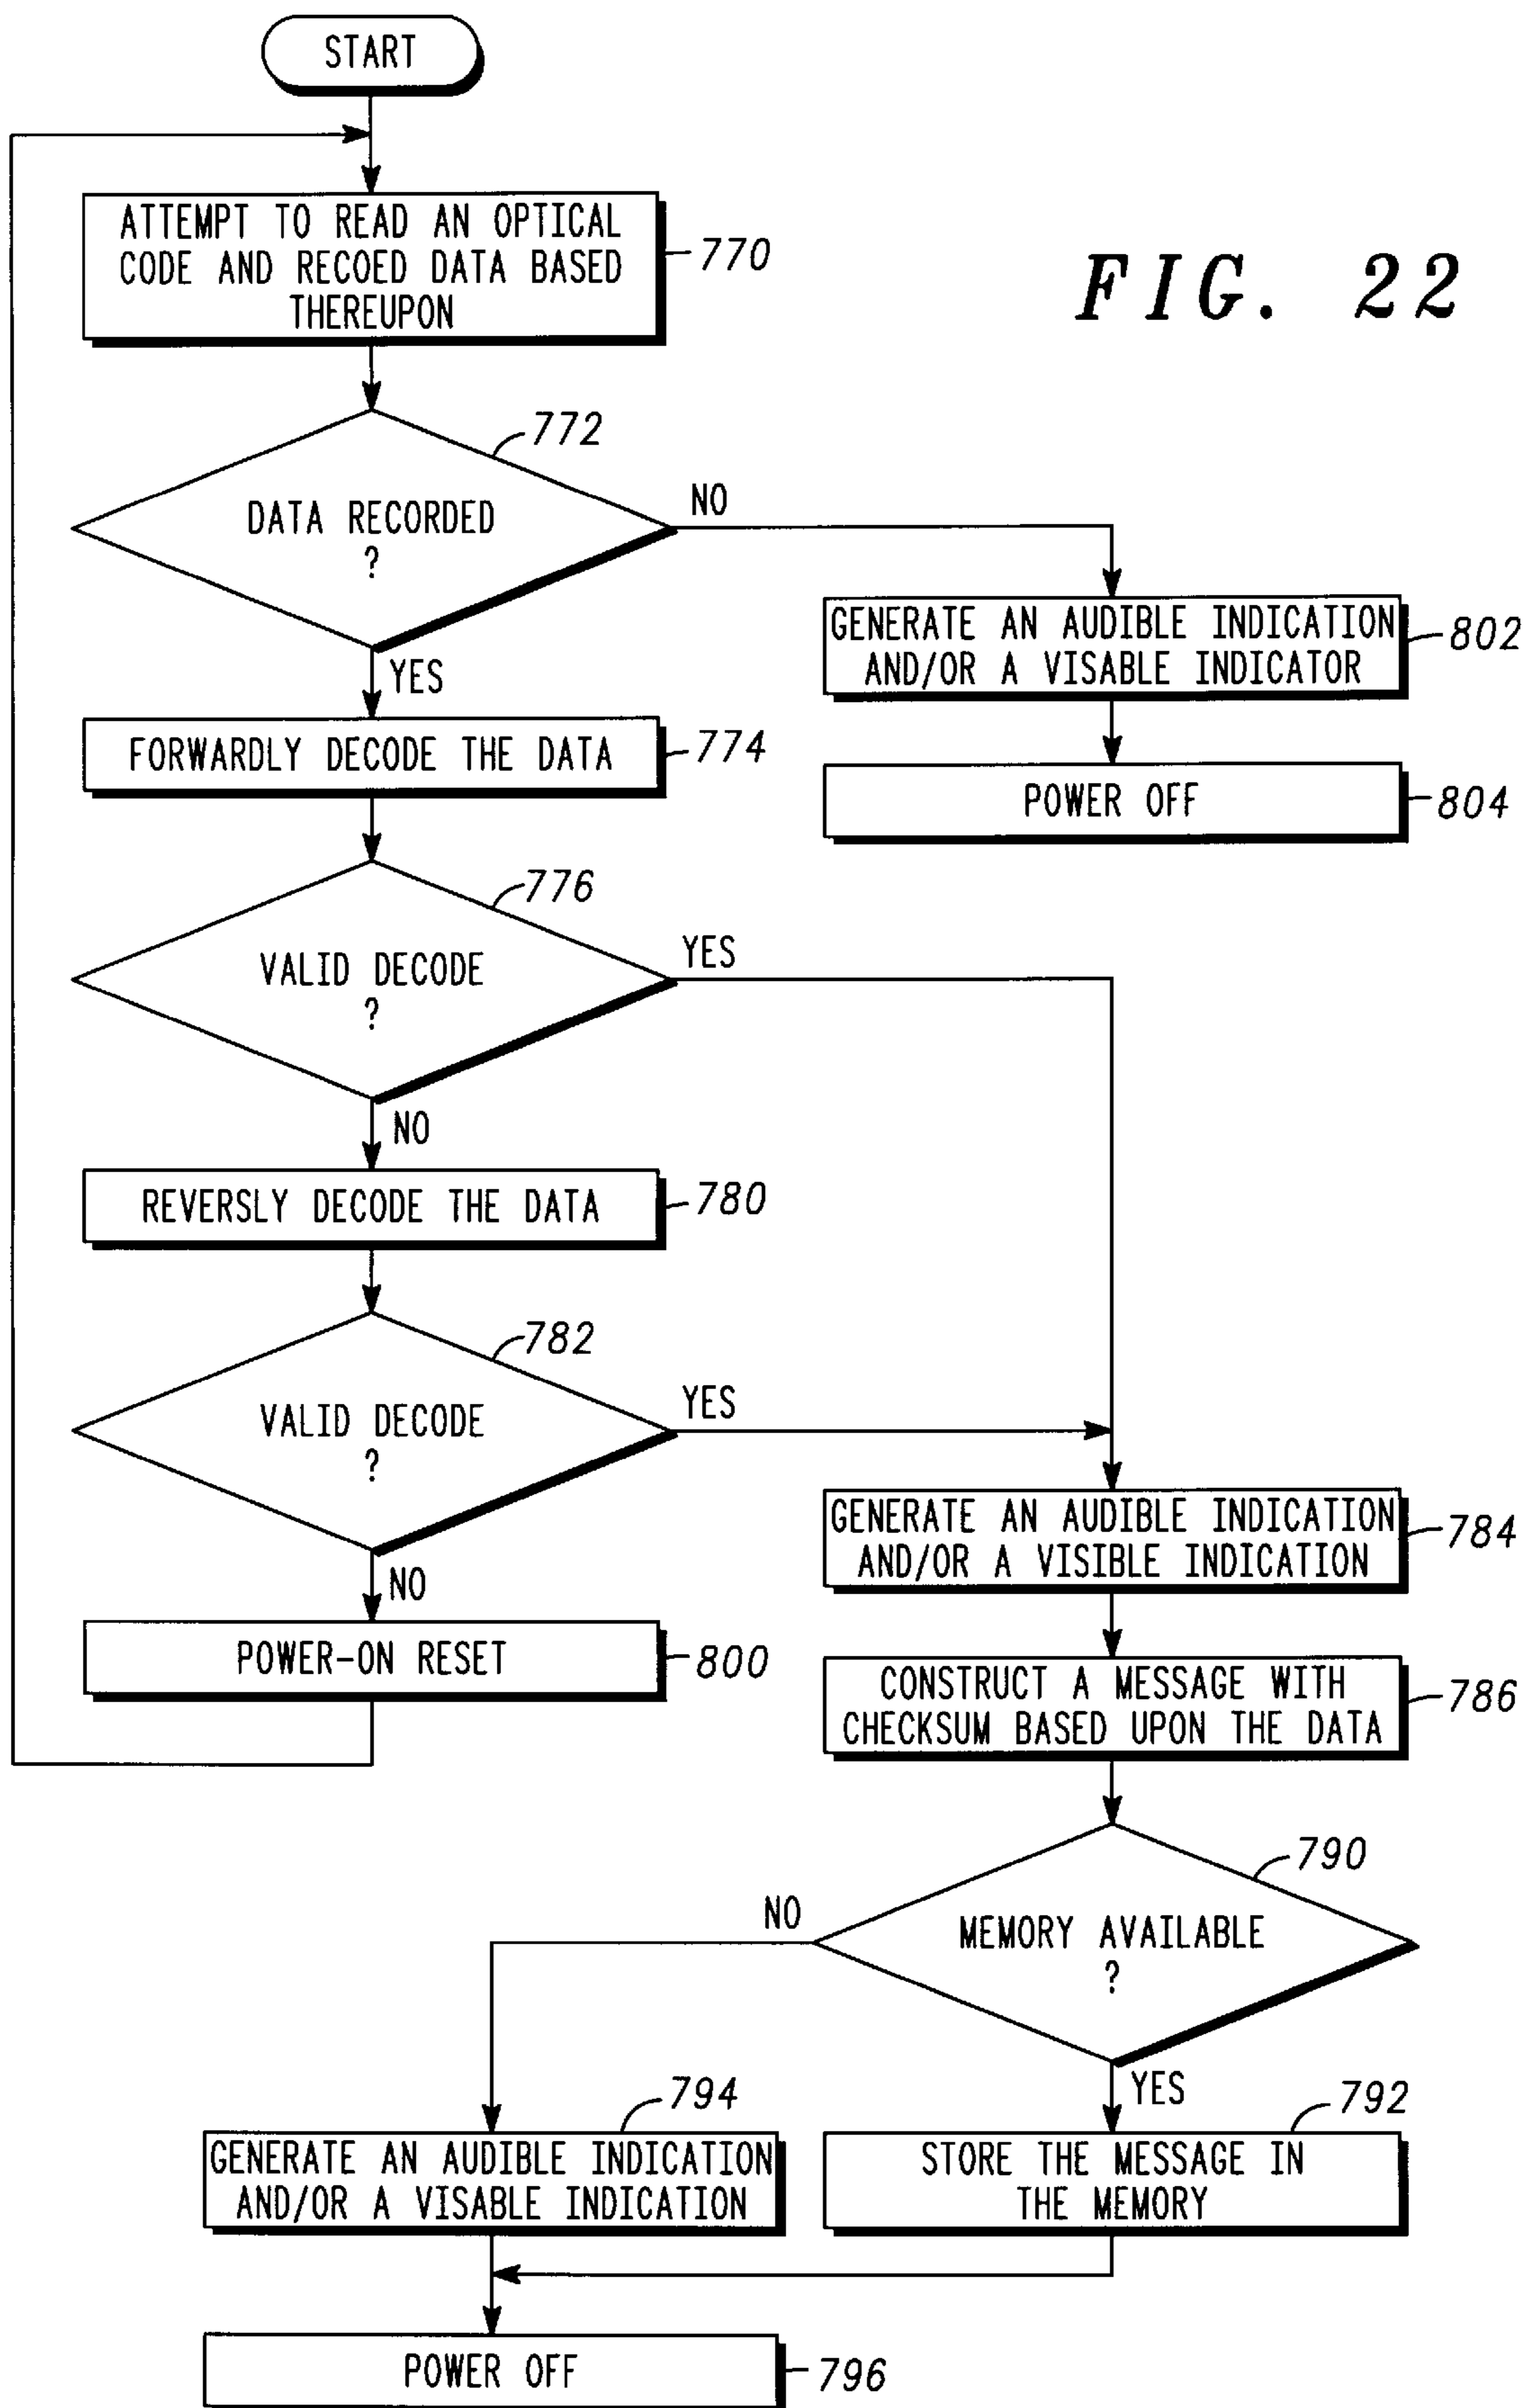 START
ATTEMPT TO READ AN OPTICAL
CODE AND RECOED DATA BASED
THEREUPON
770
FIG. 22
772
DATA RECORDED
?
NO
YES
GENERATE AN AUDIBLE INDICATION
AND/OR A VISABLE INDICATOR
802
FORWARDLY DECODE THE DATA
774
POWER OFF
804
776
VALID DECODE
?
YES
NO
REVERSLY DECODE THE DATA
780
782
VALID DECODE
?
YES
NO
GENERATE AN AUDIBLE INDICATION
AND/OR A VISIBLE INDICATION
784
POWER-ON RESET
800
CONSTRUCT A MESSAGE WITH
CHECKSUM BASED UPON THE DATA
786
790
MEMORY AVAILABLE
?
NO
YES
794
GENERATE AN AUDIBLE INDICATION
AND/OR A VISABLE INDICATION
792
STORE THE MESSAGE IN
THE MEMORY
POWER OFF
796